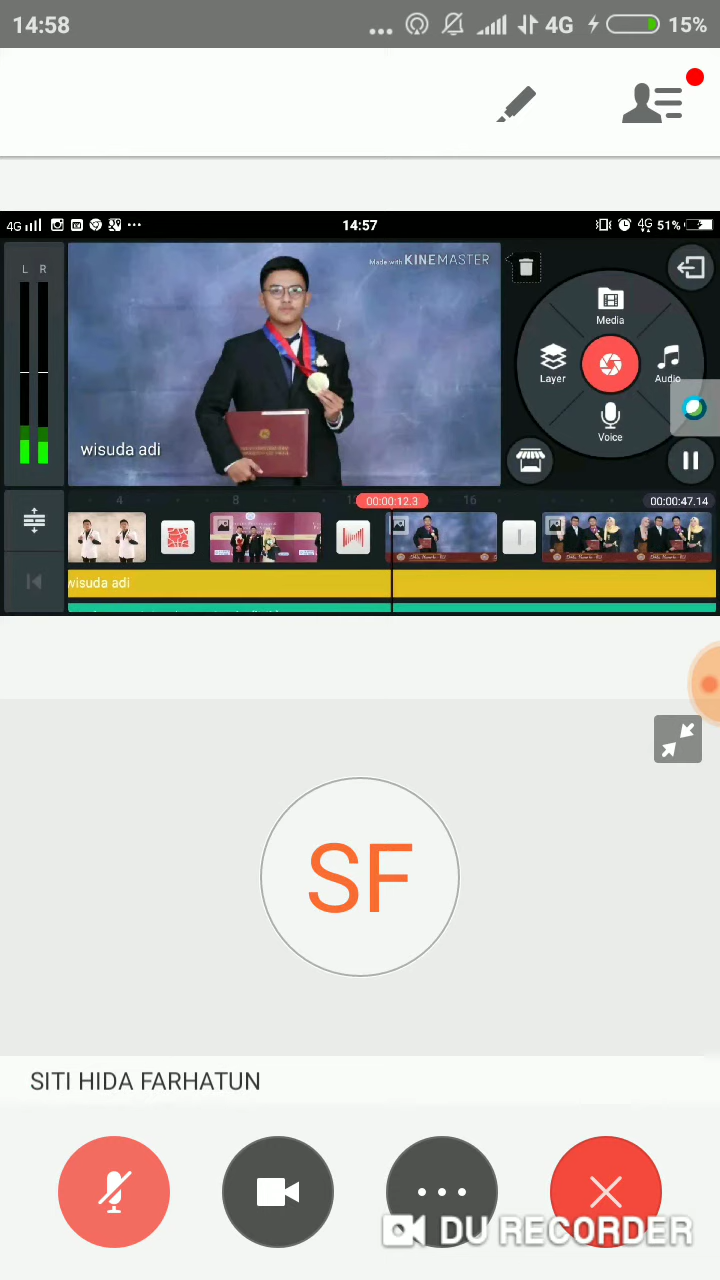 14:58
4G
15%
4G
14:57
4G 51%
L R
Made with KINEMASTER
wisuda adi
Media
Layer
Audio
Voice
4 8 00:00:12.3 16 00:00:47.14
wisuda adi
SF
SITI HIDA FARHATUN
DU RECORDER